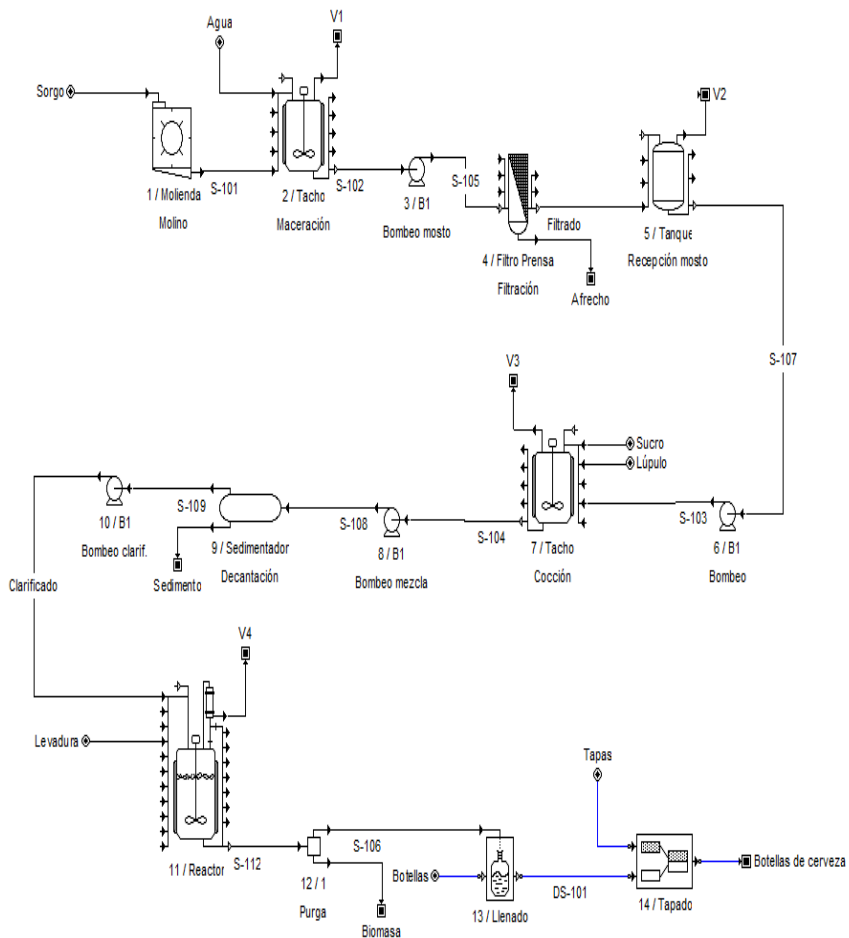 Agua
V1
Sorgo
V2
S-101
S-102
S-105
1 / Molienda
Molino
2 / Tacho
Maceración
3 / B1
Bombeo mosto
Filtrado
4 / Filtro Prensa
Filtración
5 / Tanque
Recepción mosto
Afrecho
S-107
V3
Sucro
Lúpulo
S-109
S-108
S-104
S-103
10 / B1
Bombeo clarif.
9 / Sedimentador
Decantación
8 / B1
Bombeo mezcla
7 / Tacho
Cocción
6 / B1
Bombeo
Clarificado
Sedimento
V4
Levadura
Tapas
S-106
11 / Reactor
S-112
12 / 1
Purga
Botellas
Botellas de cerveza
DS-101
13 / Llenado
14 / Tapado
Biomasa